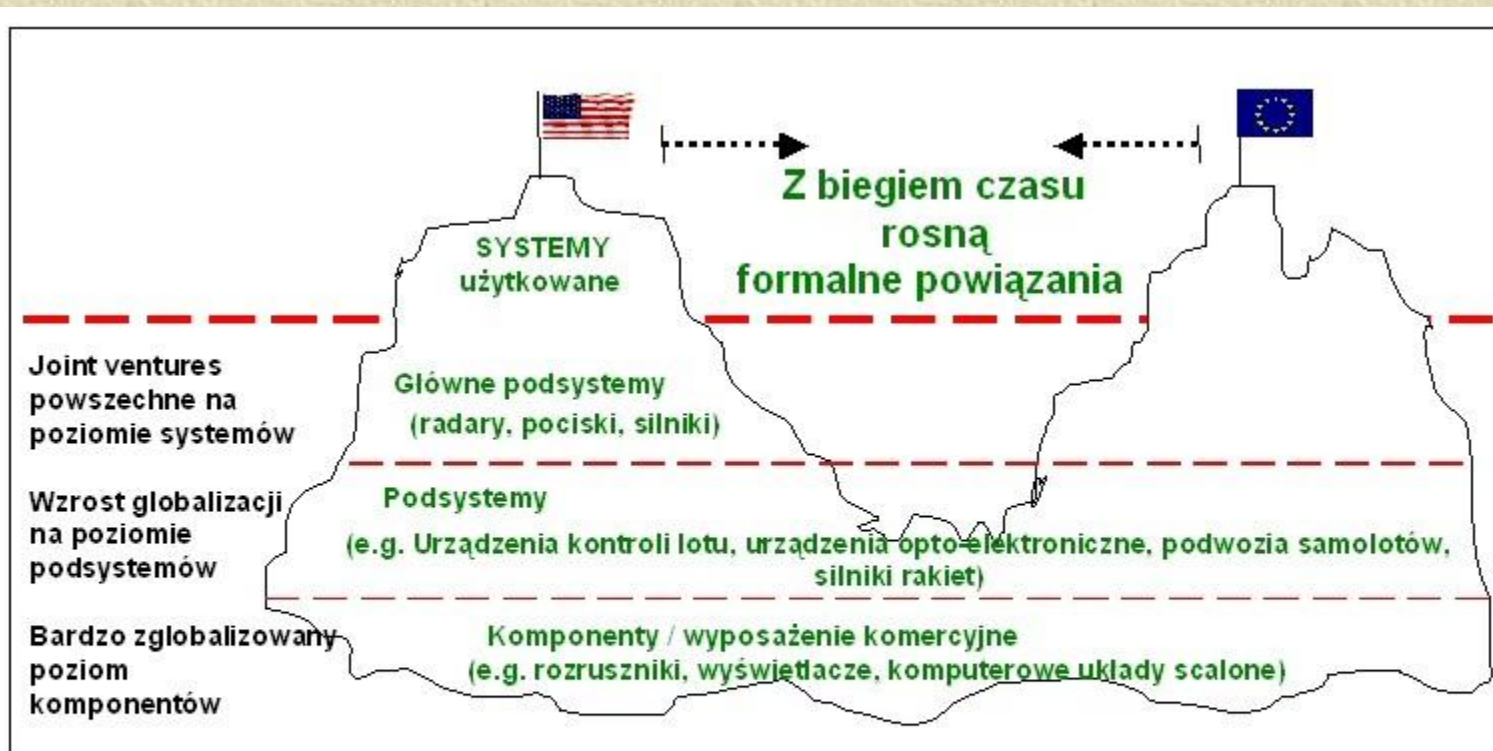 Z biegiem czasu
rosną
formalne powiązania
SYSTEMY
użytkowane
Joint ventures
powszechne na
poziomie systemów
Główne podsystemy
(radary, pociski, silniki)
Wzrost globalizacji
na poziomie
podsystemów
Podsystemy
(e.g. Urządzenia kontroli lotu, urządzenia opto-elektroniczne, podwozia samolotów,
silniki rakiet)
Bardzo zglobalizowany
poziom
komponentów
Komponenty / wyposażenie komercyjne
(e.g. rozruszniki, wyświetlacze, komputerowe układy scalone)